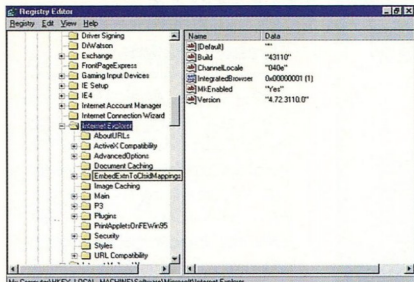 Registry Editor
Registry Edit View Help
Driver Signing
DrWatson
Exchange
FrontPageExpress
Gaming Input Devices
IE Setup
IE4
Internet Account Manager
Internet Connection Wizard
Internet Explorer
AboutURLs
ActiveX Compatibility
AdvancedOptions
Document Caching
EmbedExtnToClsidMappings
Image Caching
Main
P3
Plugins
PrintAppletsOnFEWin95
Security
Styles
URL Compatibility
Name Data
(Default) ""
Build "43110"
ChannelLocale "040e"
IntegratedBrowser 0x00000001 (1)
MkEnabled "Yes"
Version "4.72.3110.0"
My Computer\HKEY_LOCAL_MACHINE\Software\Microsoft\Internet Explorer